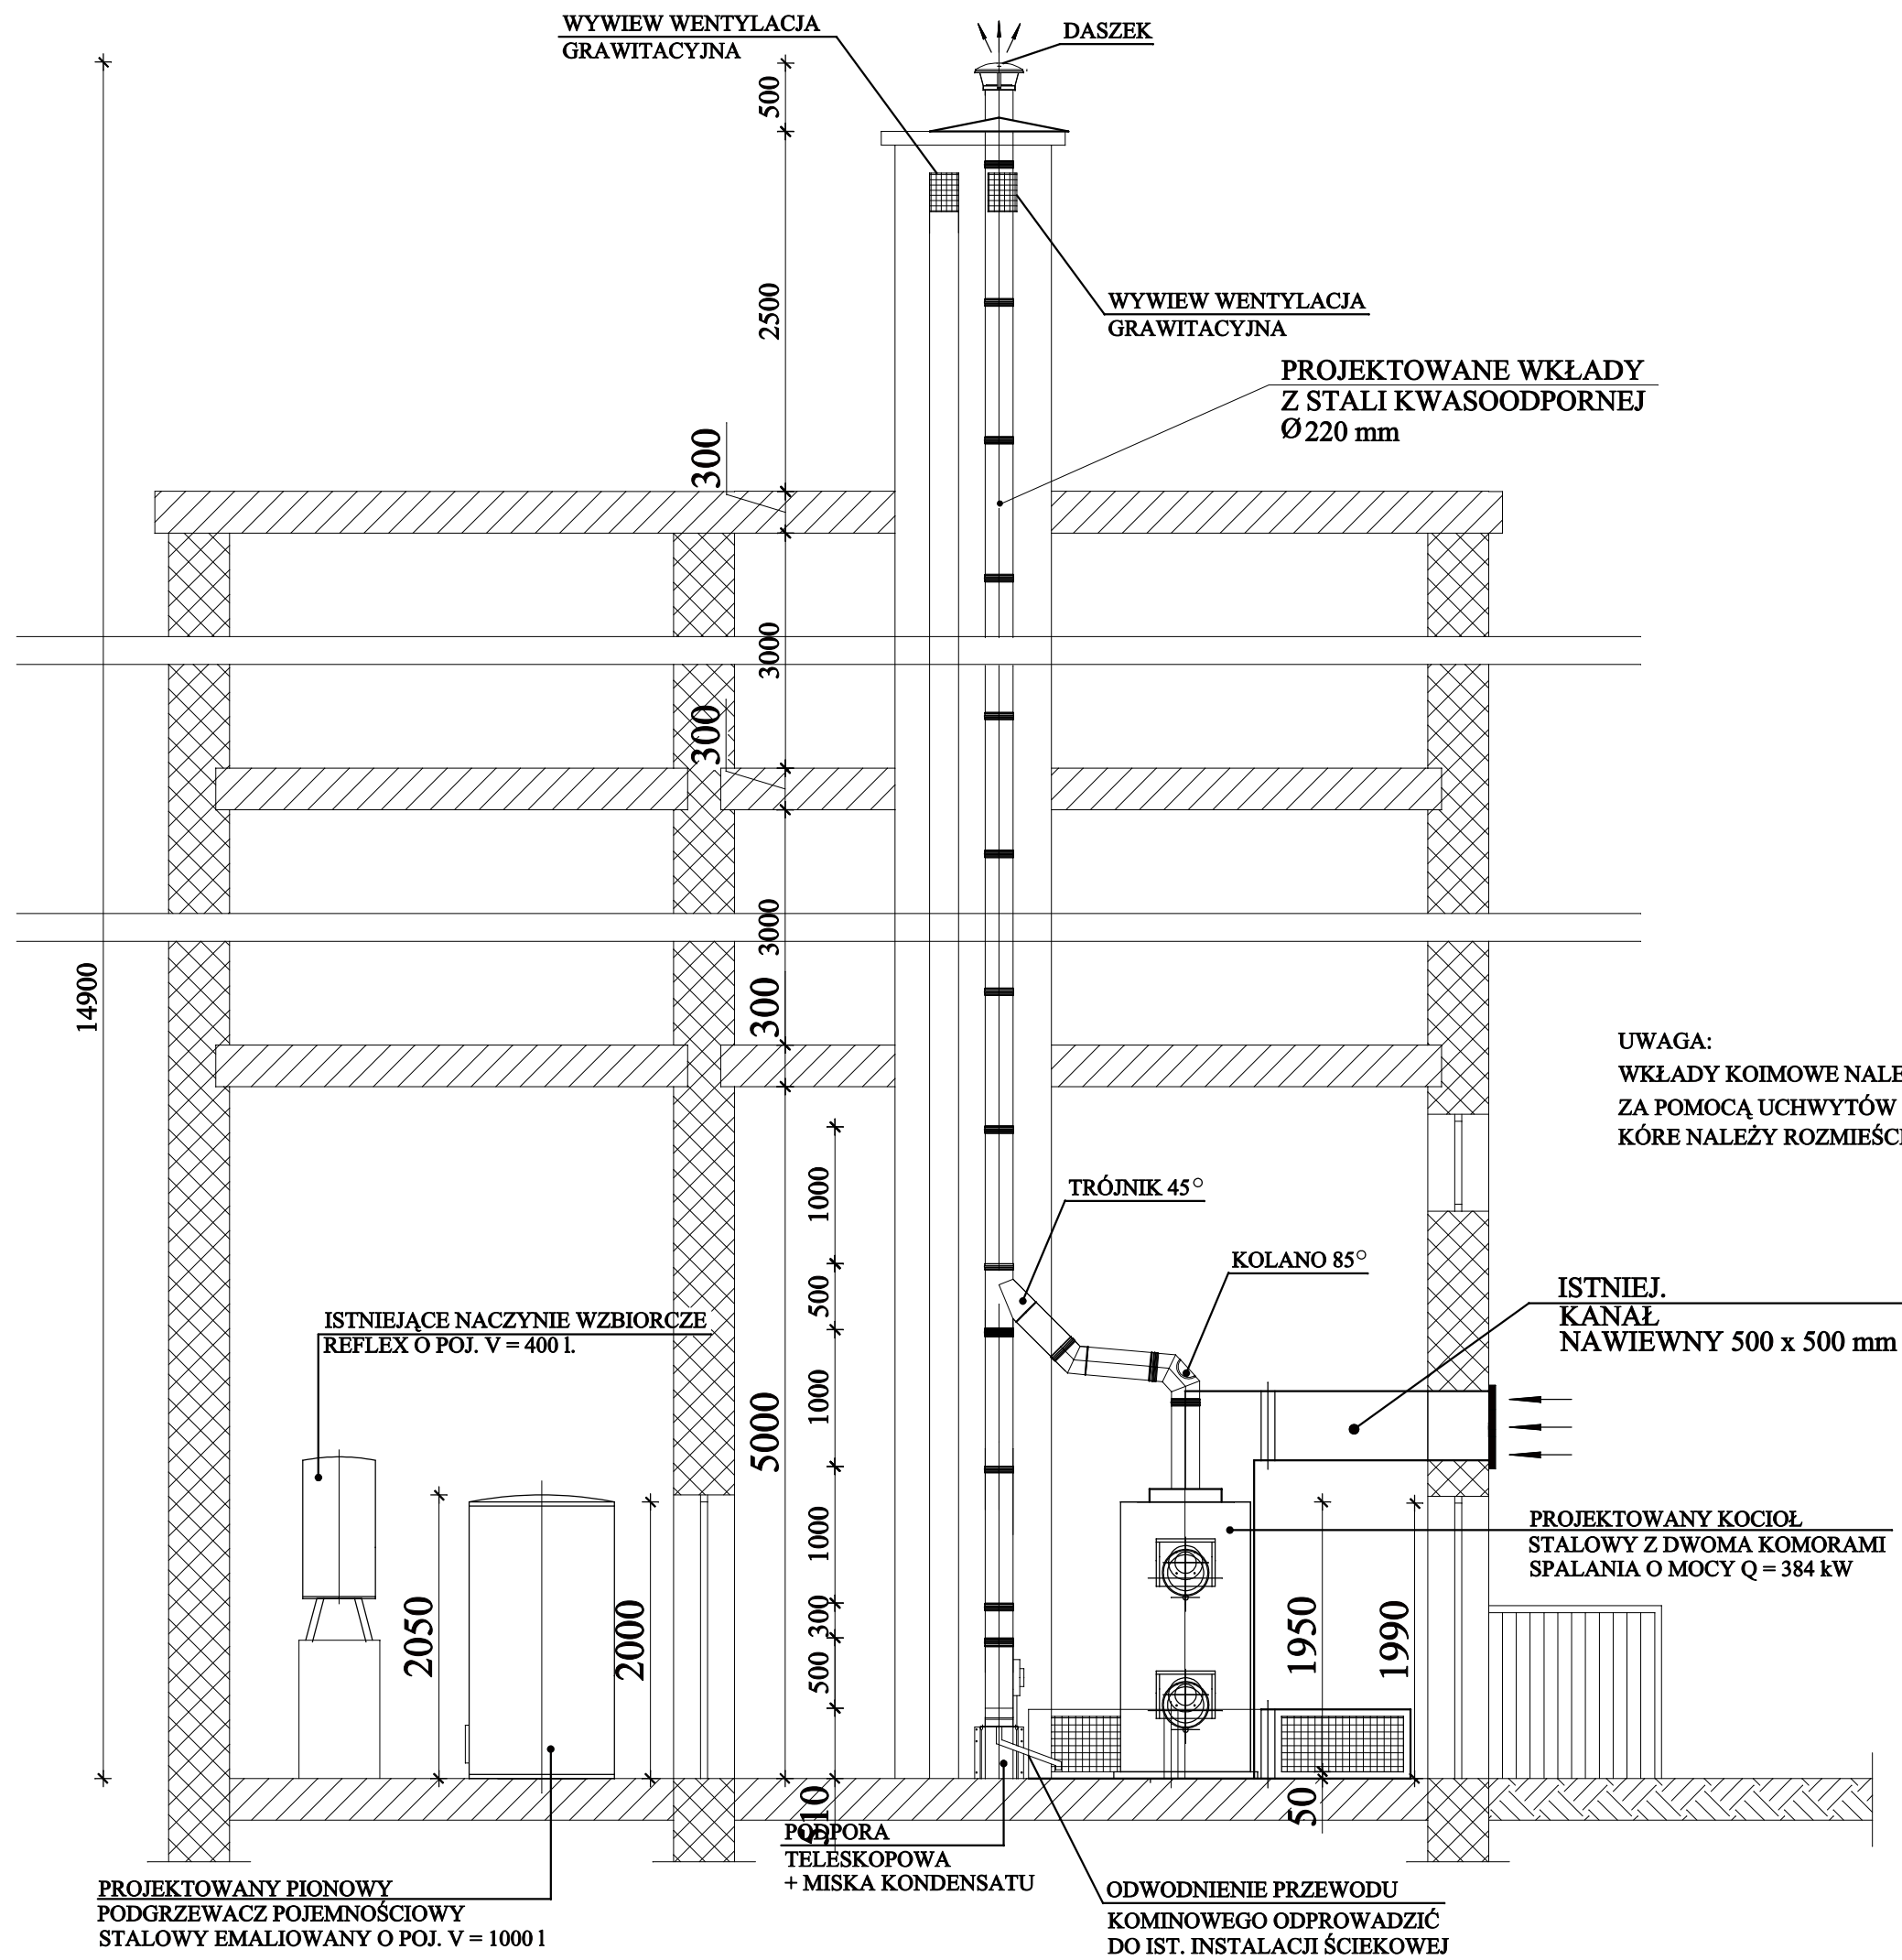 WYWIEW WENTYLACJA
GRAWITACYJNA
DASZEK
500
2500
WYWIEW WENTYLACJA
GRAWITACYJNA
PROJEKTOWANE WKŁADY
Z STALI KWASOODPORNEJ
Ø220 mm
300
3000
300
3000
14900
300
UWAGA:
WKŁADY KOIMOWE NALE
ZA POMOCĄ UCHWYTÓW
KÓRE NALEŻY ROZMIEŚCI
1000
TRÓJNIK 45°
KOLANO 85°
500
ISTNIEJ.
KANAŁ
NAWIEWNY 500 x 500 mm
ISTNIEJĄCE NACZYNIE WZBIORCZE
REFLEX O POJ. V = 400 l.
5000
1000
1000
PROJEKTOWANY KOCIOŁ
STALOWY Z DWOMA KOMORAMI
SPALANIA O MOCY Q = 384 kW
2050
2000
300
500
1950
1990
50
PODPORA
TELESKOPOWA
+ MISKA KONDENSATU
PROJEKTOWANY PIONOWY
PODGRZEWACZ POJEMNOŚCIOWY
STALOWY EMALIOWANY O POJ. V = 1000 l
ODWODNIENIE PRZEWODU
KOMINOWEGO ODPROWADZIĆ
DO IST. INSTALACJI ŚCIEKOWEJ